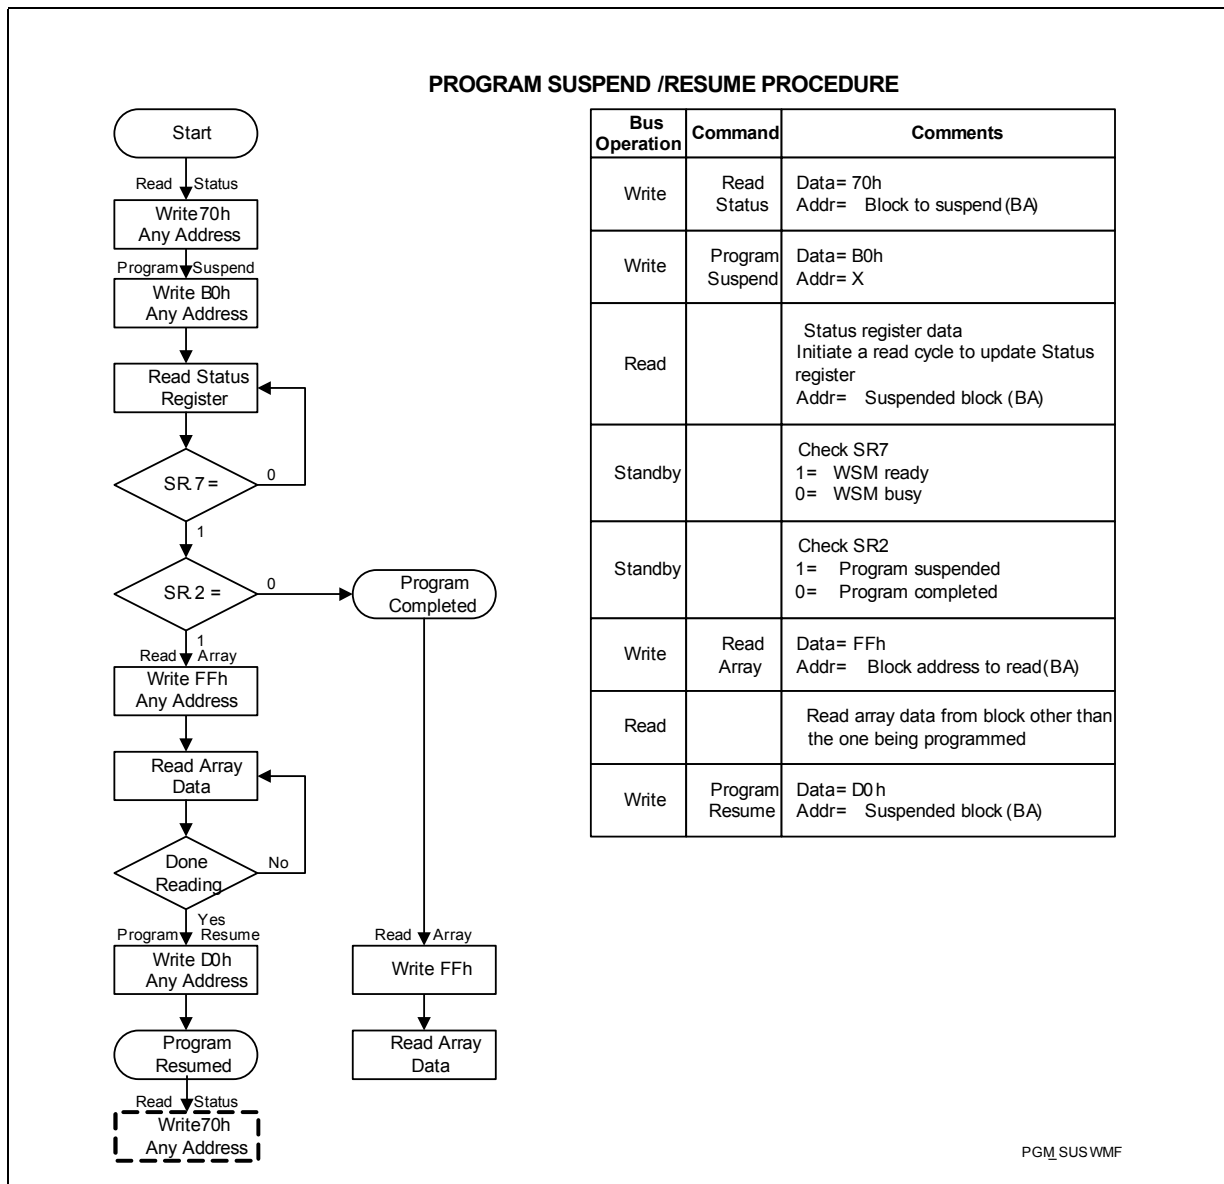 PROGRAM SUSPEND /RESUME PROCEDURE
Start
Read Status
Write70h
Any Address
Program Suspend
Write B0h
Any Address
Read Status
Register
SR.7 =
0
1
SR.2 =
0
Program
Completed
1
Read Array
Write FFh
Any Address
Read Array
Data
Done
Reading
No
Yes
Program Resume
Write D0h
Any Address
Program
Resumed
Read Status
Write70h
Any Address
Read Array
Write FFh
Read Array
Data
Bus
Operation
Command
Comments
Write
Read
Status
Data= 70h
Addr= Block to suspend (BA)
Write
Program
Suspend
Data= B0h
Addr= X
Read
Status register data
Initiate a read cycle to update Status
register
Addr= Suspended block (BA)
Standby
Check SR7
1= WSM ready
0= WSM busy
Standby
Check SR2
1= Program suspended
0= Program completed
Write
Read
Array
Data= FFh
Addr= Block address to read (BA)
Read
Read array data from block other than
the one being programmed
Write
Program
Resume
Data= D0h
Addr= Suspended block (BA)
PGM_SUS WMF